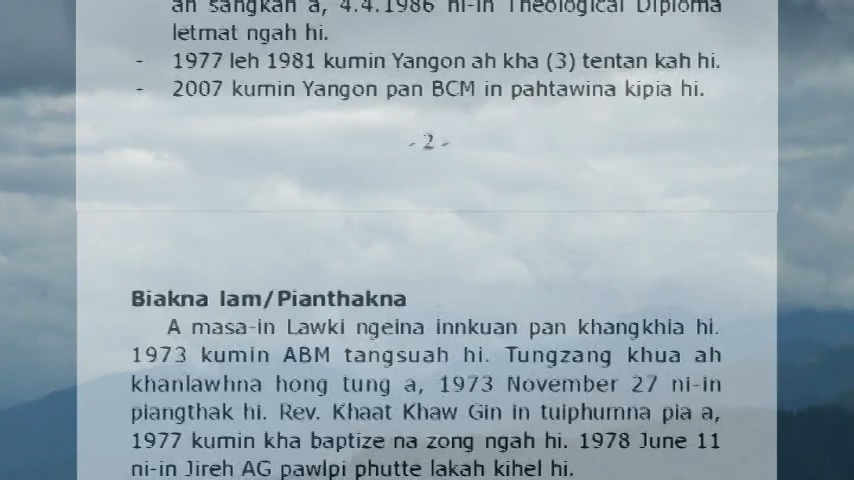 ah sangkah a, 4.4.1986 ni-in Theological Diploma
letmat ngah hi.
- 1977 leh 1981 kumin Yangon ah kha (3) tentan kah hi.
- 2007 kumin Yangon pan BCM in pahtawina kipia hi.
- 2 -
Biakna lam/Pianthakna
A masa-in Lawki ngeina innkuan pan khangkhia hi.
1973 kumin ABM tangsuah hi. Tungzang khua ah
khanlawhna hong tung a, 1973 November 27 ni-in
piangthak hi. Rev. Khaat Khaw Gin in tuiphumna pia a,
1977 kumin kha baptize na zong ngah hi. 1978 June 11
ni-in Jireh AG pawlpi phutte lakah kihel hi.